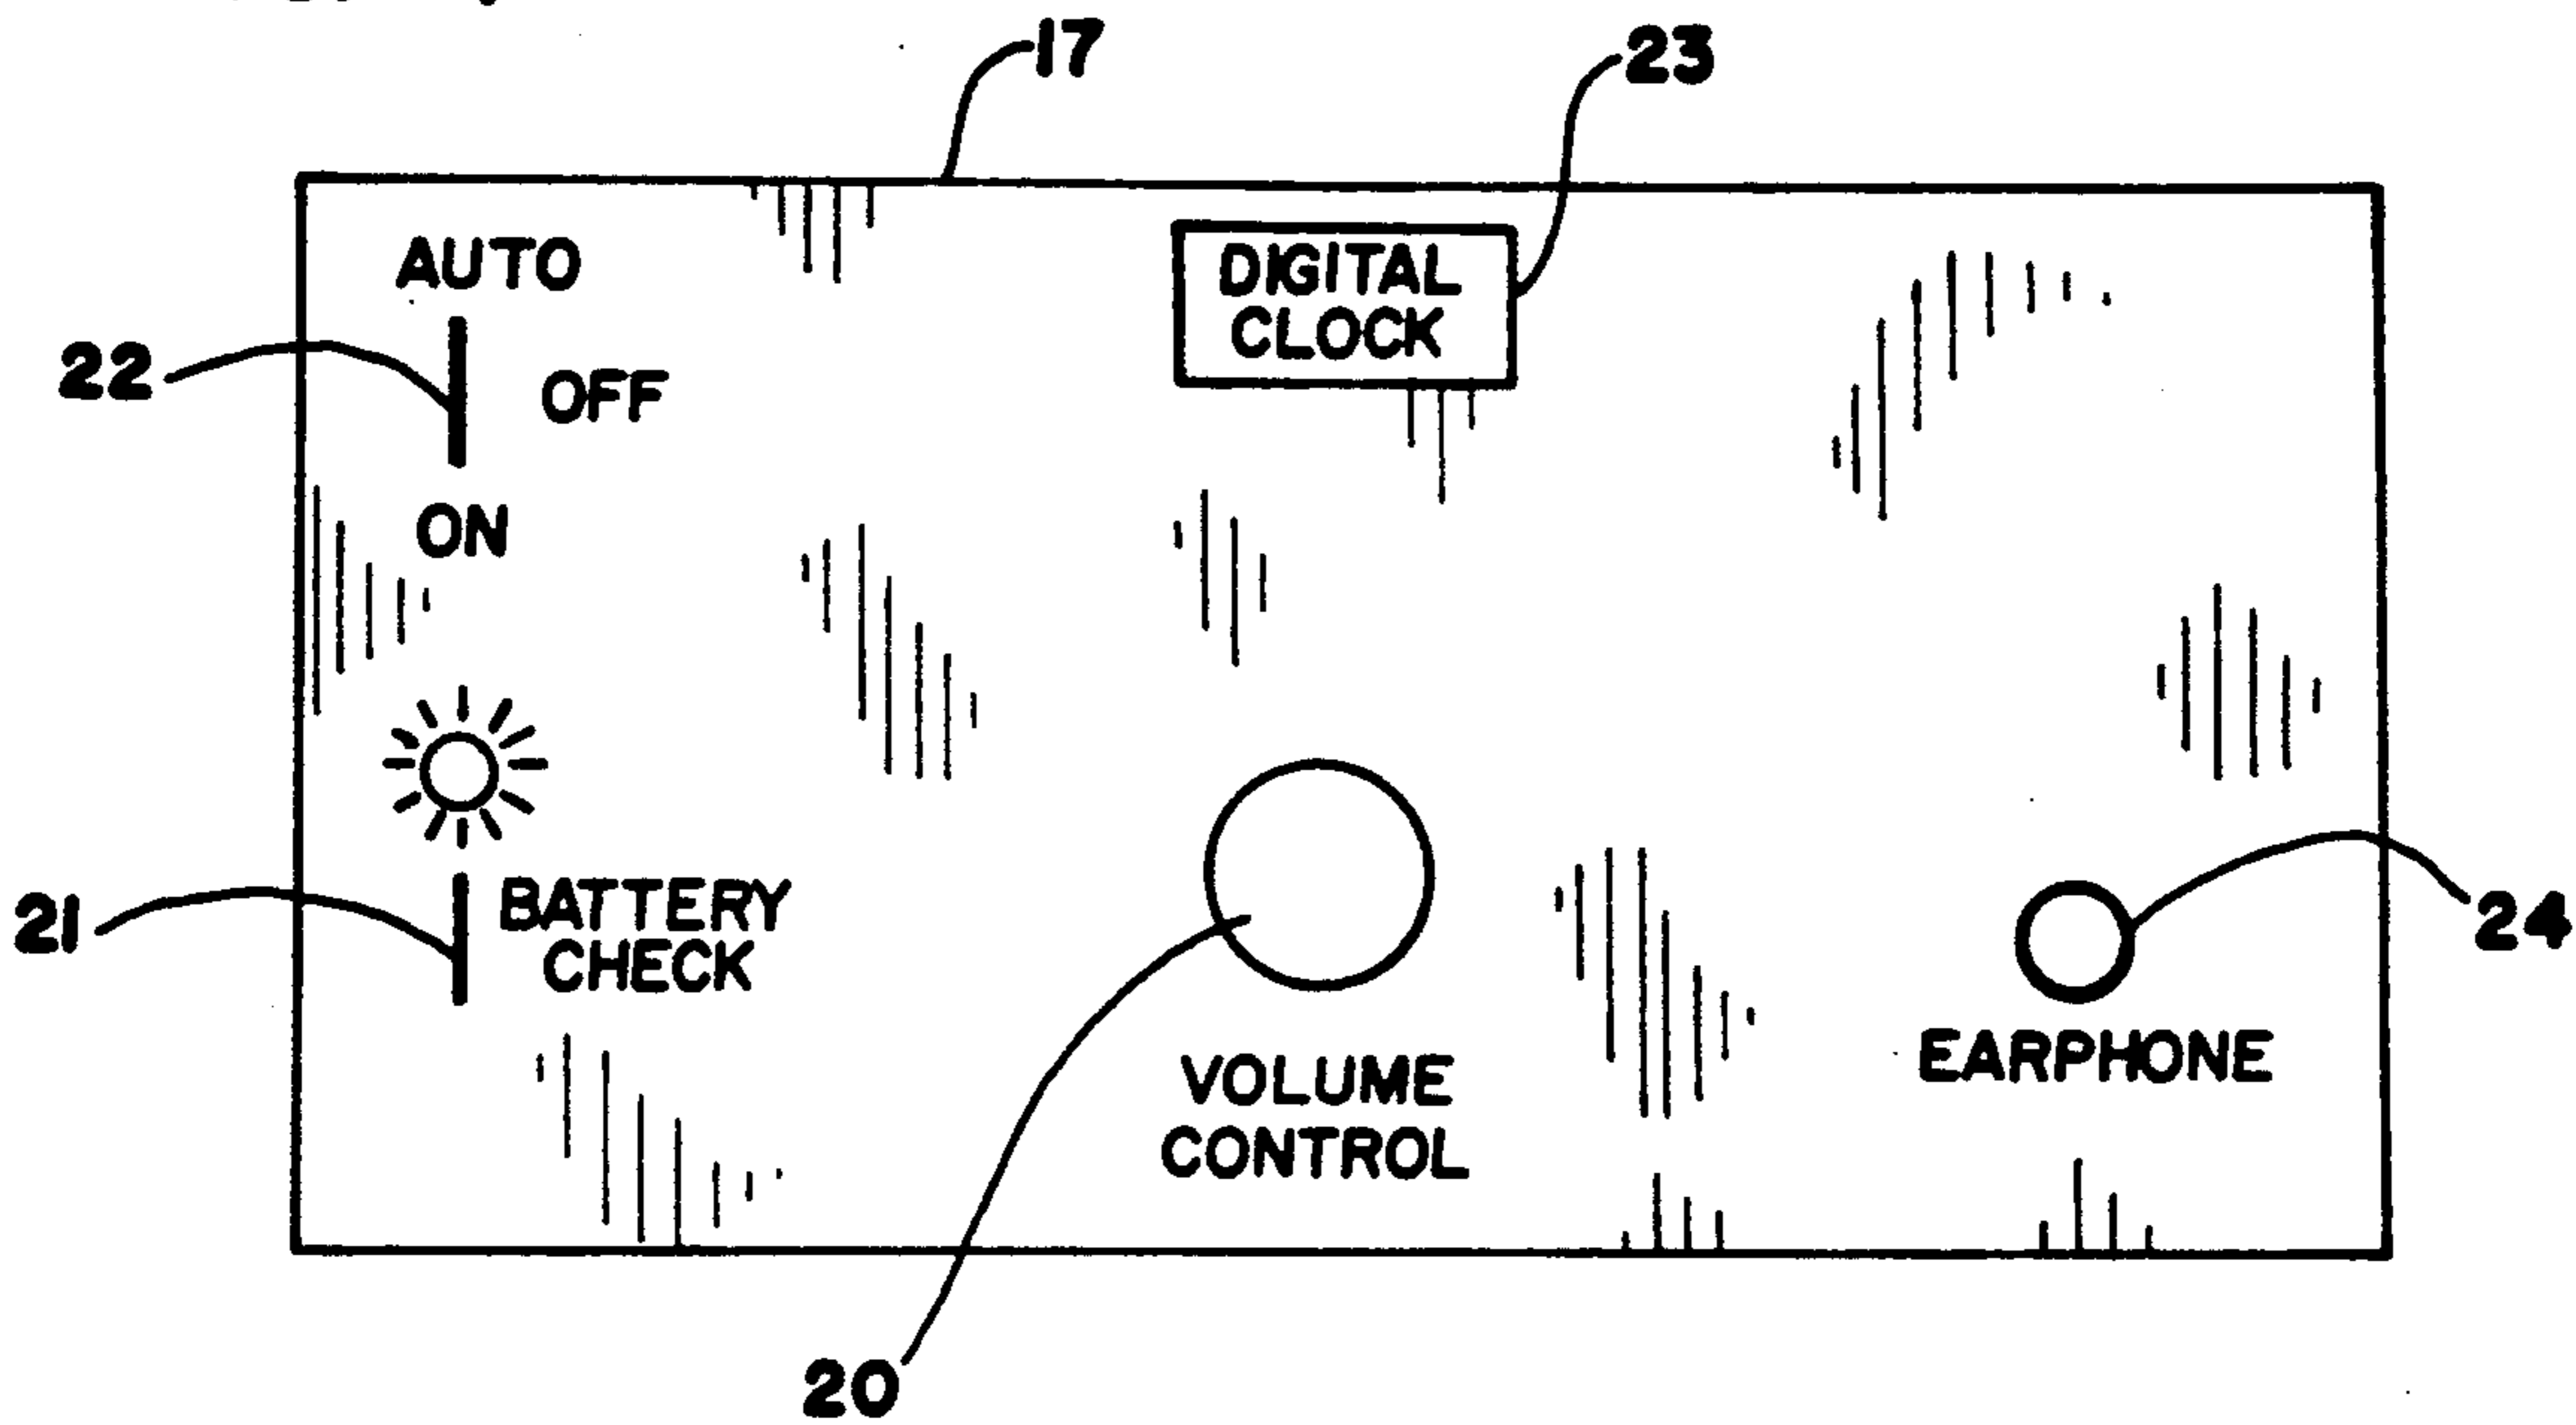 17
23
AUTO
DIGITAL
CLOCK
22
OFF
ON
21
BATTERY
CHECK
24
EARPHONE
VOLUME
CONTROL
20